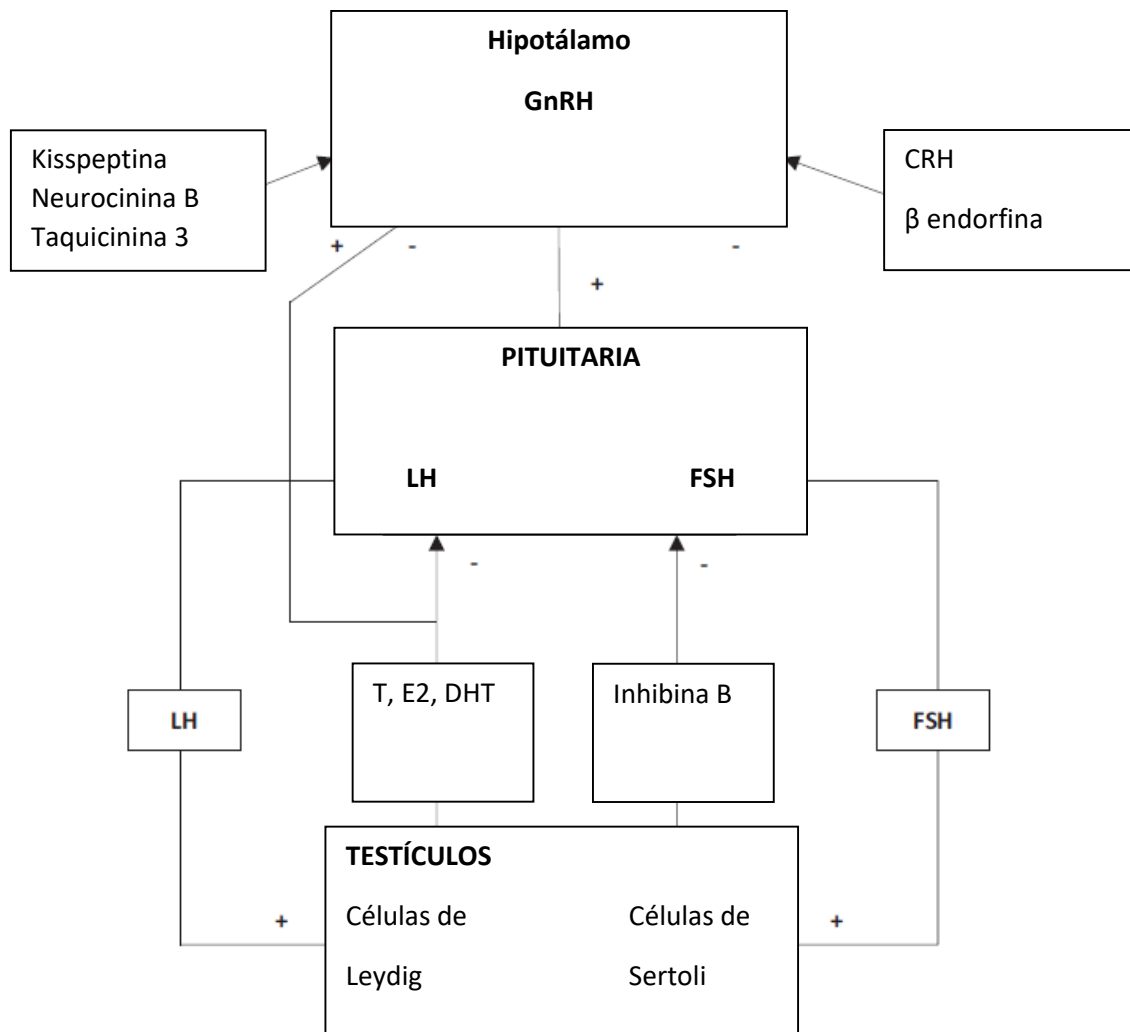 Hipotálamo
GnRH
Kisspeptina
Neurocinina B
Taquicinina 3
CRH
β endorfina
+
-
-
+
PITUITARIA
LH
FSH
-
-
T, E2, DHT
Inhibina B
LH
FSH
TESTÍCULOS
Células de
Leydig
Células de
Sertoli
+
+